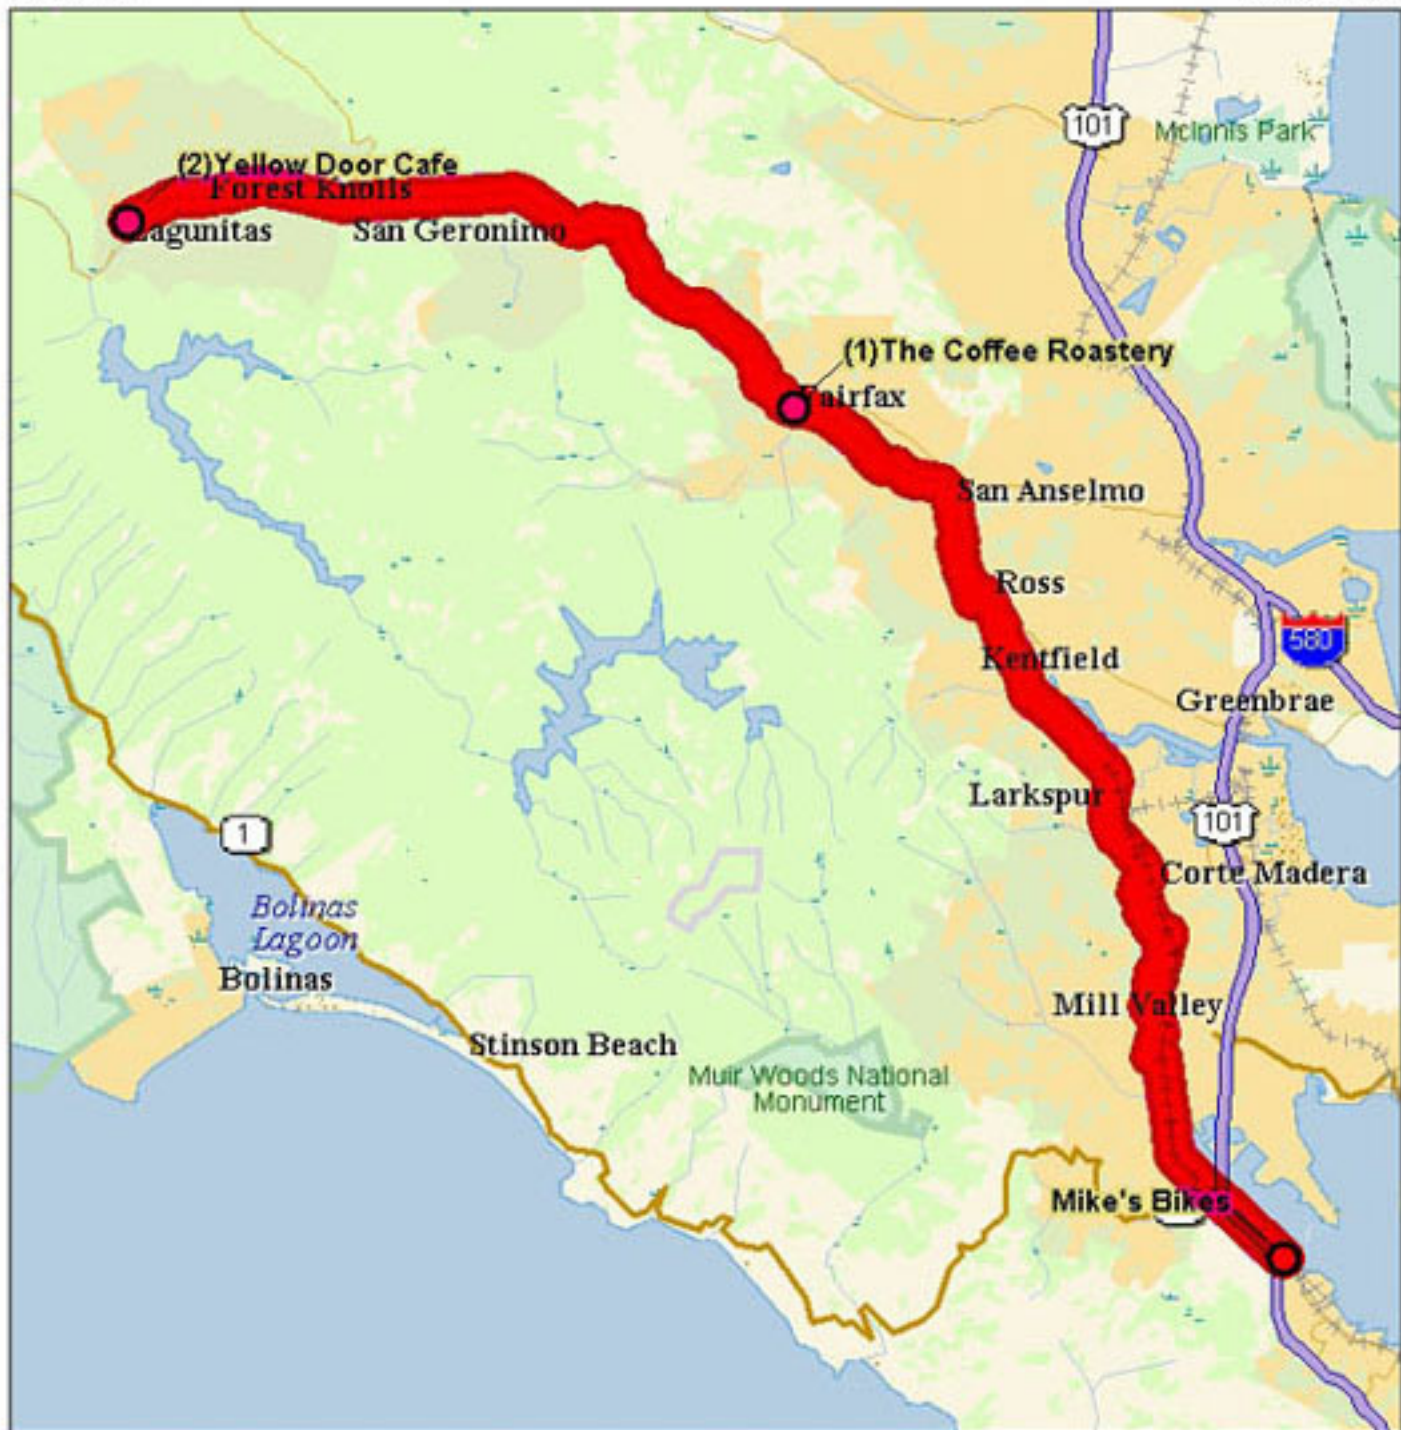 101
McInnis Park
(2)Yellow Door Cafe
Forest Knolls
Lagunitas
San Geronimo
(1)The Coffee Roastery
Fairfax
San Anselmo
Ross
580
Kentfield
Greenbrae
Larkspur
101
1
Corte Madera
Bolinas
Lagoon
Bolinas
Mill Valley
Stinson Beach
Muir Woods National
Monument
Mike's Bikes